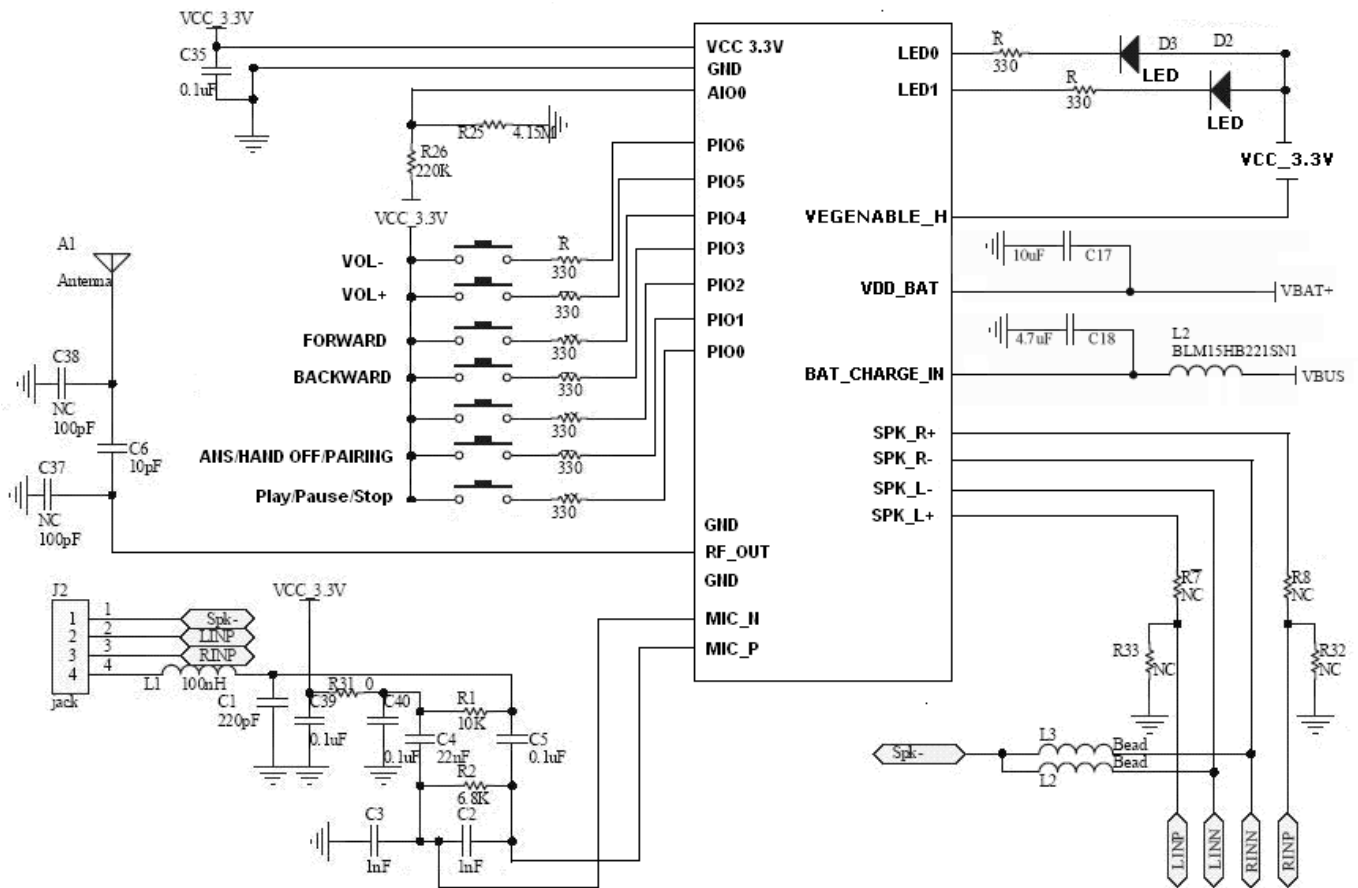 VCC_3.3V
C35
0.1uF
VCC 3.3V
GND
AIO0
PIO6
PIO5
PIO4
PIO3
PIO2
PIO1
PIO0
GND
RF_OUT
GND
MIC_N
MIC_P
LED0
LED1
VEGENABLE_H
VDD_BAT
BAT_CHARGE_IN
SPK_R+
SPK_R-
SPK_L-
SPK_L+
R
330
D3
D2
LED
R
330
LED
VCC_3.3V
R25
4.15M
R26
220K
VCC_3.3V
A1
Antenna
VOL-
R
330
VOL+
330
FORWARD
330
BACKWARD
330
330
ANS/HAND OFF/PAIRING
330
Play/Pause/Stop
330
10uF
C17
VBAT+
4.7uF
C18
L2
BLM15HB221SN1
VBUS
C38
NC
100pF
C6
10pF
C37
NC
100pF
J2
1
1
Spk-
2
2
LINP
3
3
RINP
4
4
jack
L1
100nH
VCC_3.3V
C1
220pF
C39
0.1uF
R31
0
C40
0.1uF
R1
10K
C4
22nF
C5
0.1uF
R2
6.8K
C3
1nF
C2
1nF
R7
NC
R8
NC
R33
NC
R32
NC
Spk-
L3
Bead
Bead
L2
LINP
LINN
RINN
RINP